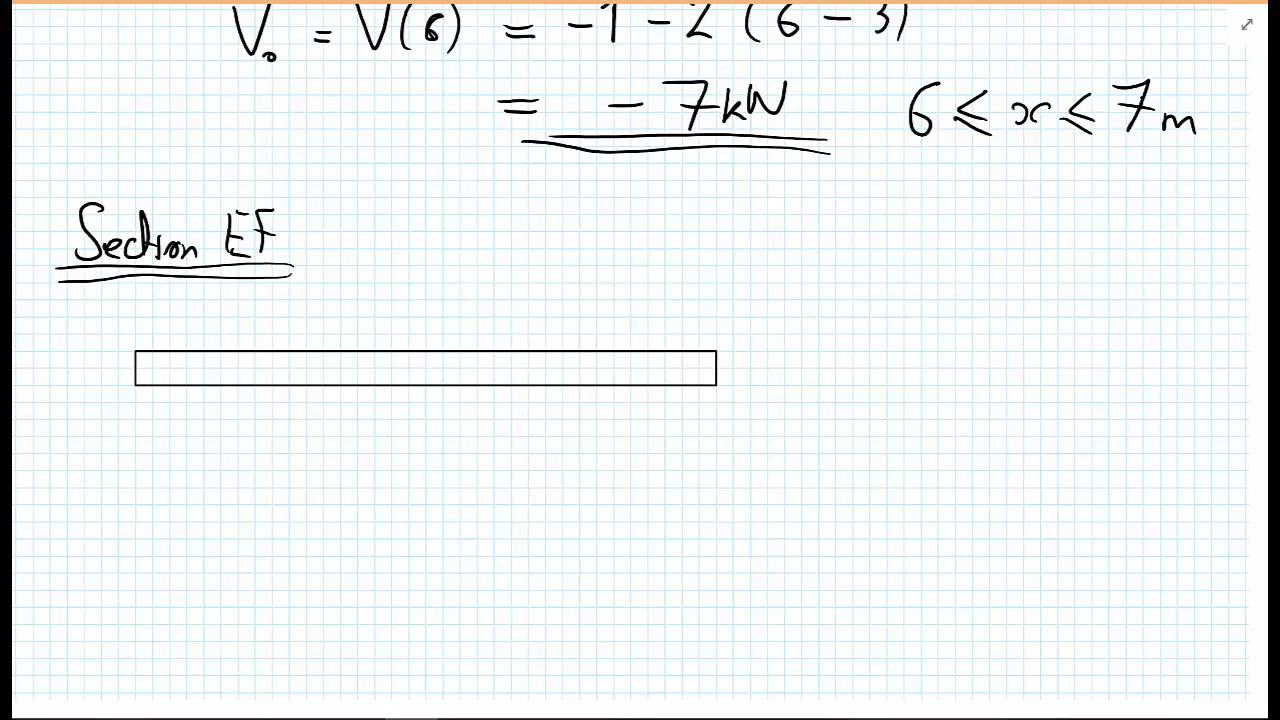 V₀ = V(6) = -1 - 2 (6 - 3)
= - 7kN 6 ≤ x ≤ 7m
Section EF